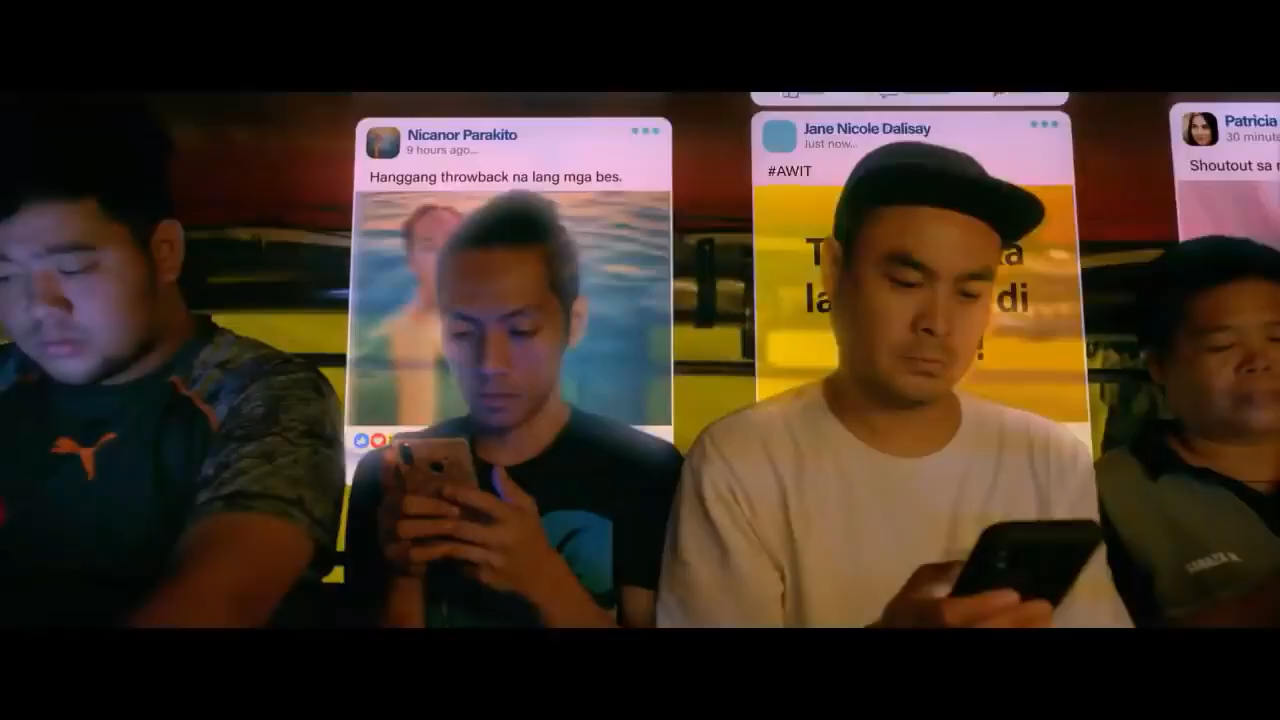 Nicanor Parakito
9 hours ago...
Hanggang throwback na lang mga bes.
Jane Nicole Dalisay
Just now...
#AWIT
di
!
Patricia
30
Shoutout sa